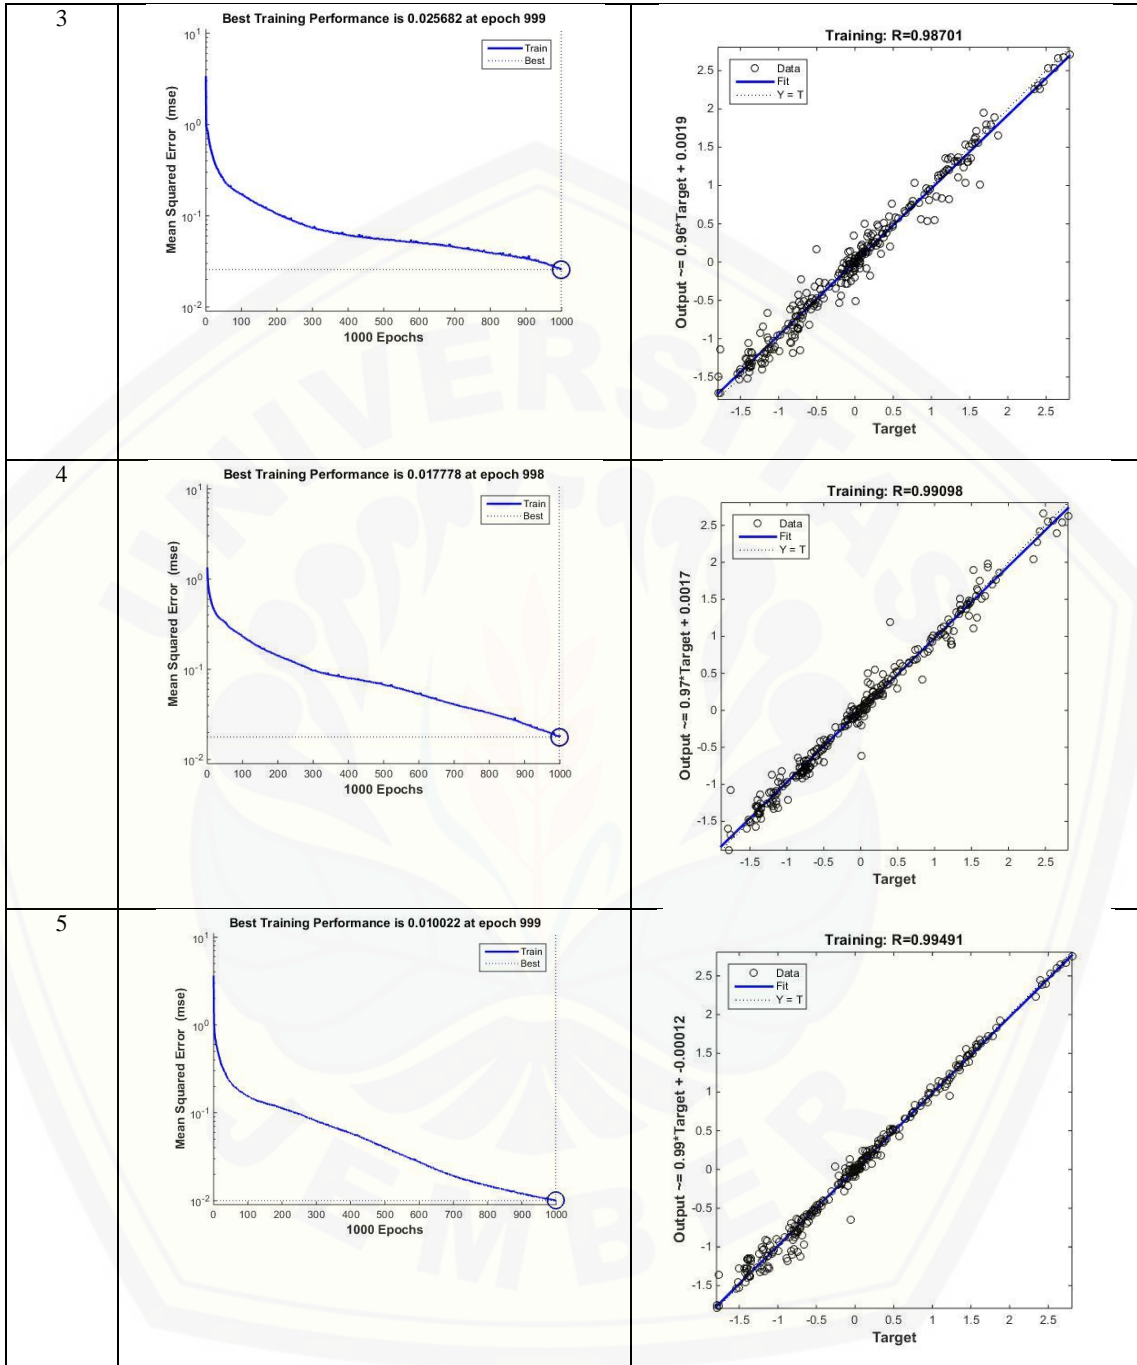 3
Best Training Performance is 0.025682 at epoch 999
10^1
10^0
10^-1
10^-2
Mean Squared Error (mse)
Train
Best
0 100 200 300 400 500 600 700 800 900 1000
1000 Epochs
Training: R=0.98701
Output ~= 0.96*Target + 0.0019
Data
Fit
Y = T
2.5
2
1.5
1
0.5
0
-0.5
-1
-1.5
-1.5 -1 -0.5 0 0.5 1 1.5 2 2.5
Target
4
Best Training Performance is 0.017778 at epoch 998
10^1
10^0
10^-1
10^-2
Mean Squared Error (mse)
Train
Best
0 100 200 300 400 500 600 700 800 900 1000
1000 Epochs
Training: R=0.99098
Output ~= 0.97*Target + 0.0017
Data
Fit
Y = T
2.5
2
1.5
1
0.5
0
-0.5
-1
-1.5
-1.5 -1 -0.5 0 0.5 1 1.5 2 2.5
Target
5
Best Training Performance is 0.010022 at epoch 999
10^1
10^0
10^-1
10^-2
Mean Squared Error (mse)
Train
Best
0 100 200 300 400 500 600 700 800 900 1000
1000 Epochs
Training: R=0.99491
Output ~= 0.99*Target + -0.00012
Data
Fit
Y = T
2.5
2
1.5
1
0.5
0
-0.5
-1
-1.5
-1.5 -1 -0.5 0 0.5 1 1.5 2 2.5
Target
UNIVERSITAS
JEMBER